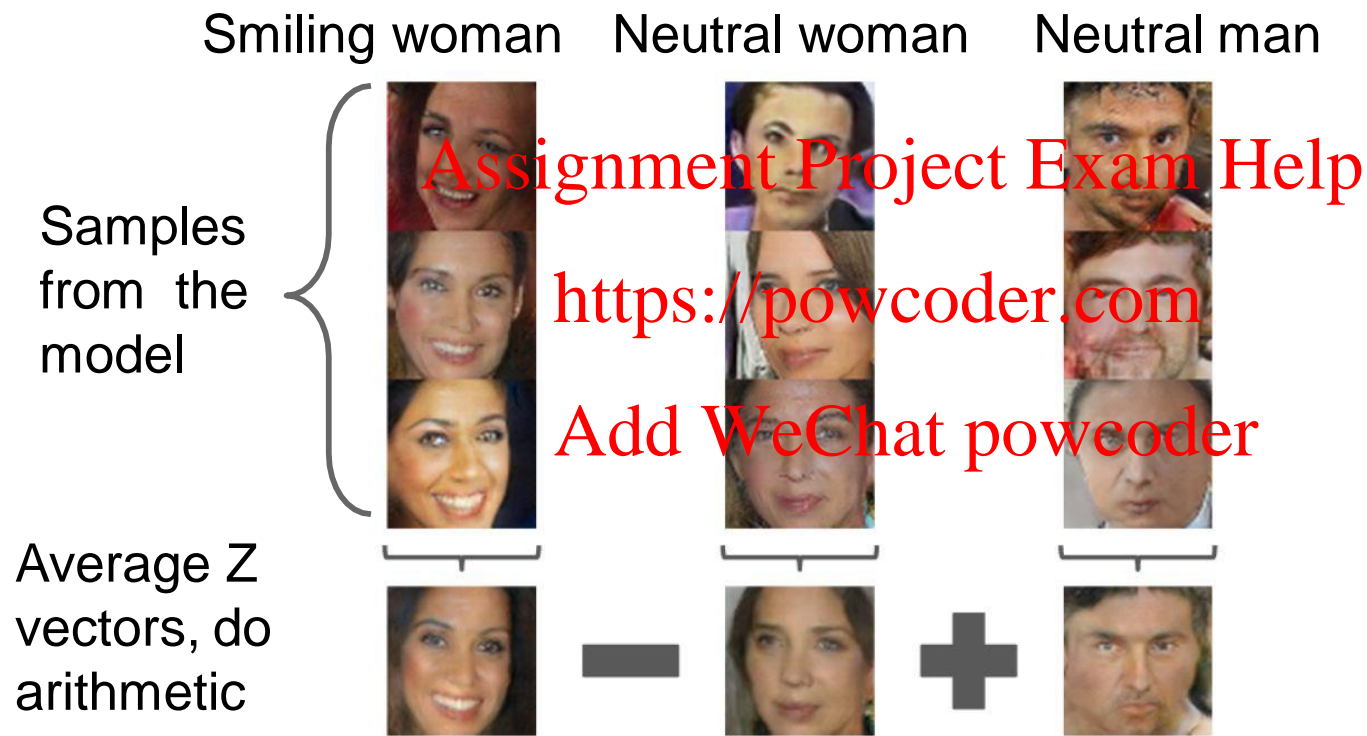 Smiling woman Neutral woman Neutral man
Assignment Project Exam Help
Samples
from the
model
https://powcoder.com
Add WeChat powcoder
Average Z
vectors, do
arithmetic